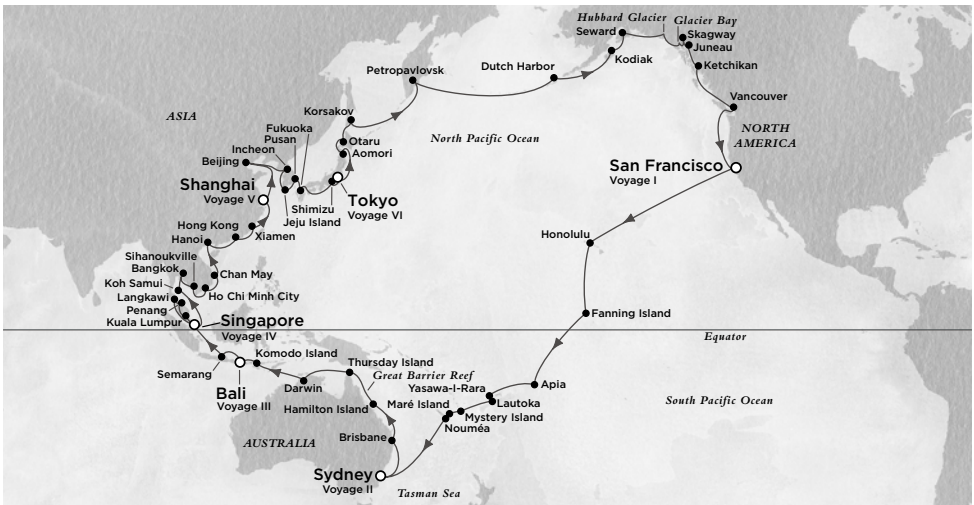 Hubbard Glacier
Glacier Bay
Seward
Skagway
Juneau
Kodiak
Ketchikan
Dutch Harbor
Petropavlovsk
Vancouver
ASIA
Korsakov
Fukuoka
Pusan
Incheon
Beijing
Otaru
Aomori
North Pacific Ocean
NORTH
AMERICA
San Francisco
Voyage I
Shanghai
Voyage V
Tokyo
Voyage VI
Shimizu
Jeju Island
Hong Kong
Hanoi
Xiamen
Honolulu
Sihanoukville
Bangkok
Chan May
Koh Samui
Langkawi
Ho Chi Minh City
Penang
Kuala Lumpur
Singapore
Voyage IV
Fanning Island
Equator
Komodo Island
Semarang
Thursday Island
Great Barrier Reef
Darwin
Bali
Voyage III
Yasawa-I-Rara
Apia
Maré Island
Lautoka
Hamilton Island
Mystery Island
Nouméa
South Pacific Ocean
Brisbane
AUSTRALIA
Sydney
Voyage II
Tasman Sea